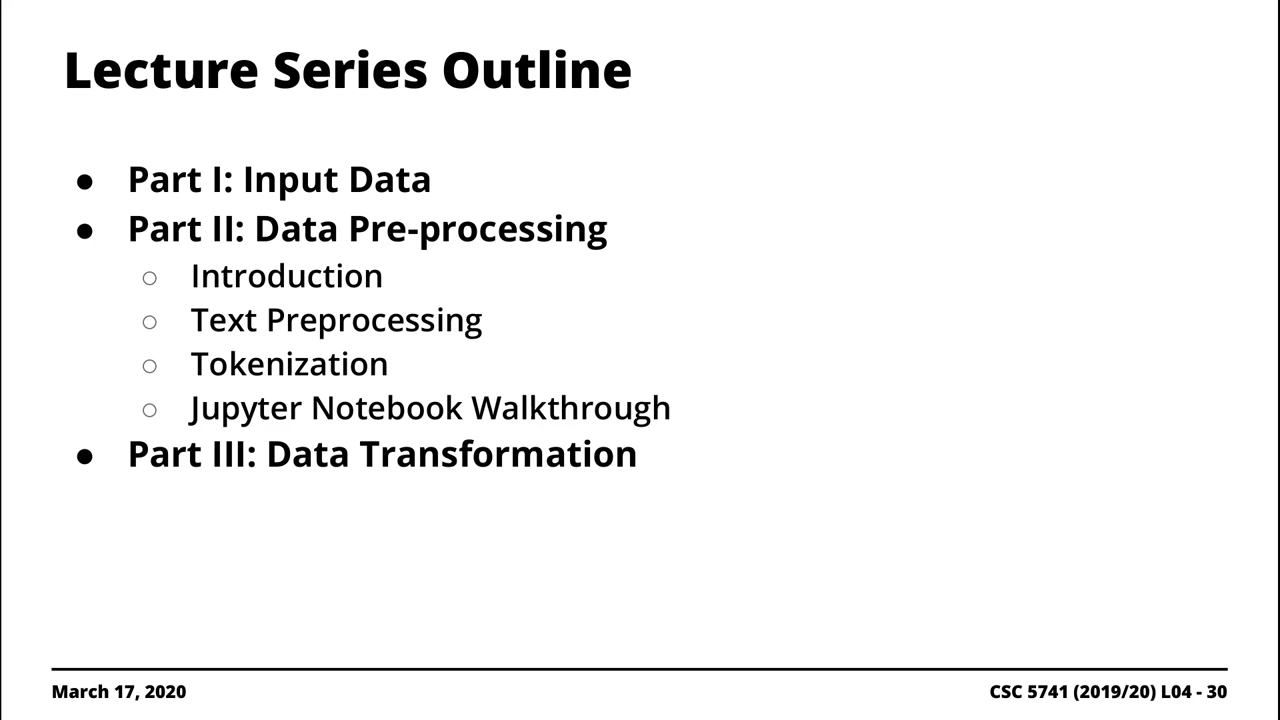 Lecture Series Outline
● Part I: Input Data
● Part II: Data Pre-processing
○ Introduction
○ Text Preprocessing
○ Tokenization
○ Jupyter Notebook Walkthrough
● Part III: Data Transformation
March 17, 2020
CSC 5741 (2019/20) L04 - 30